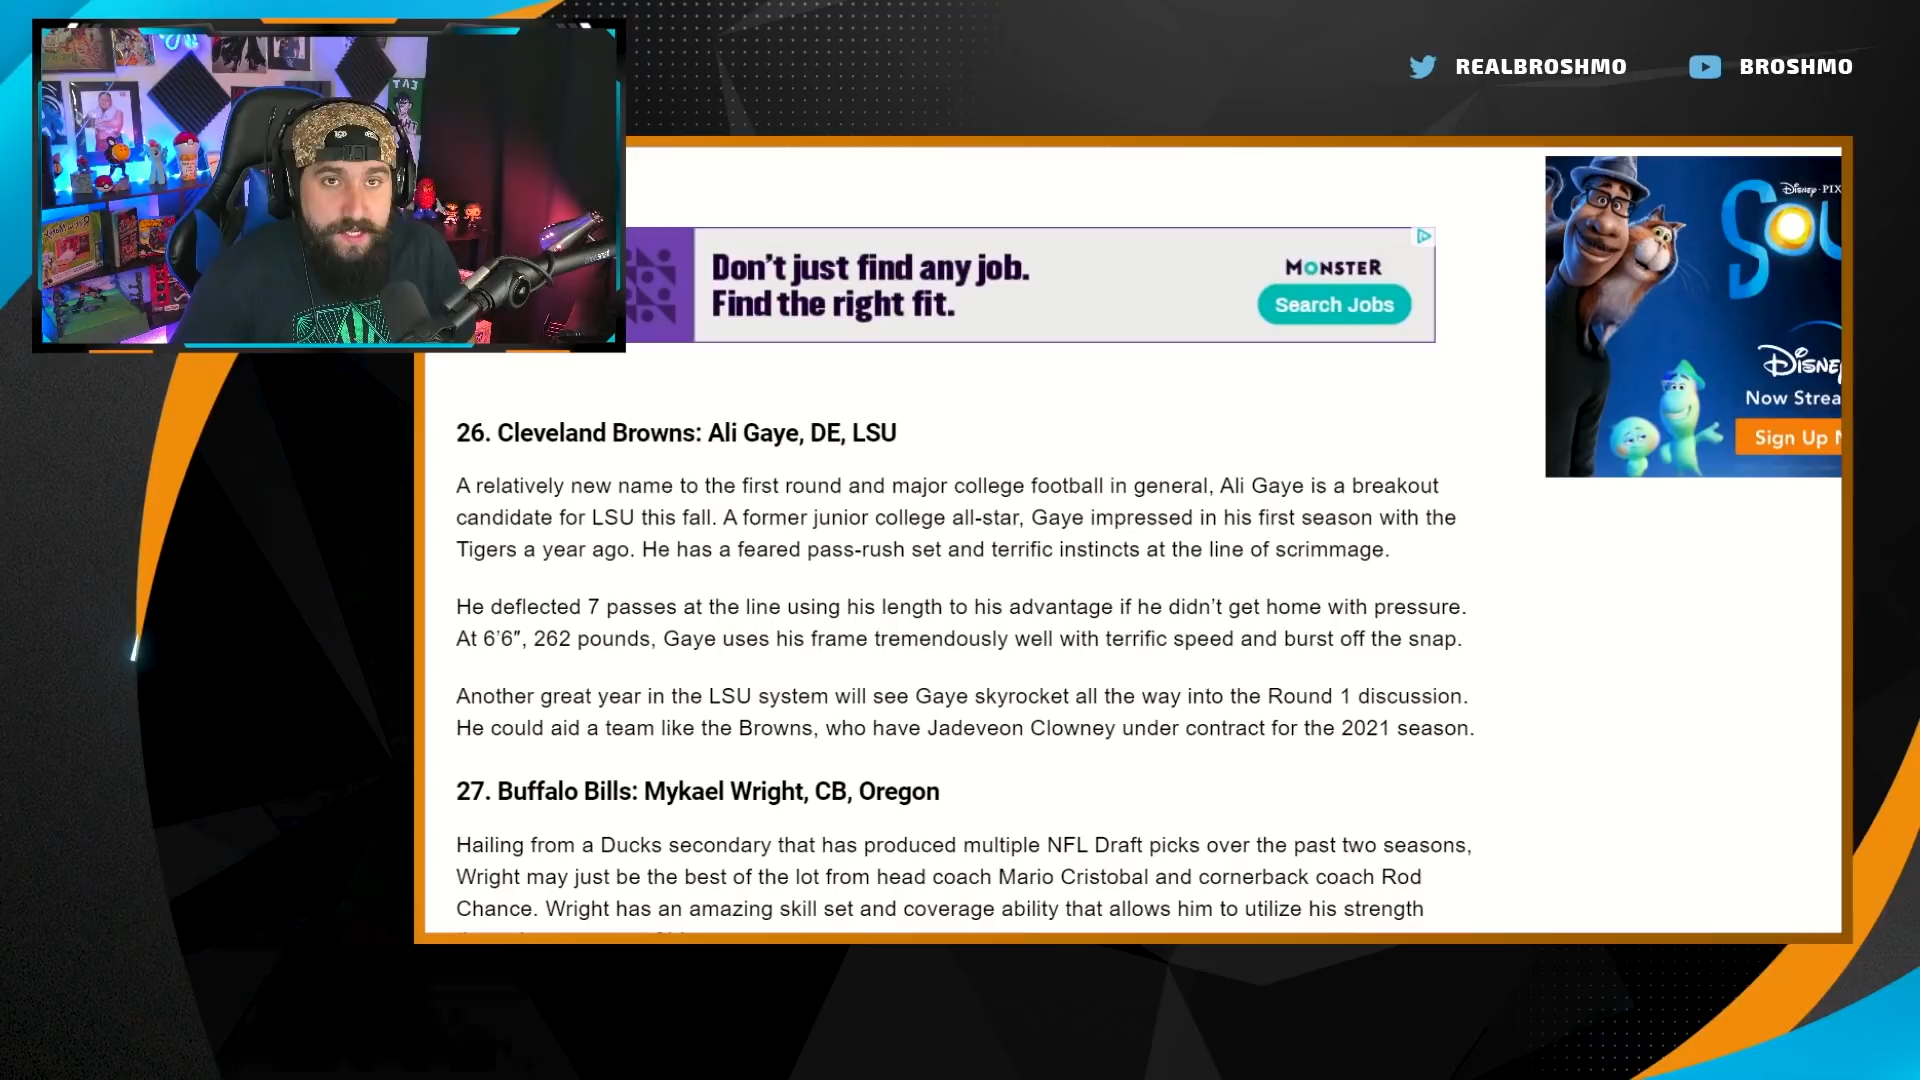 REALBROSHMO
BROSHMO
Don't just find any job.
Find the right fit.
MONSTER
Search Jobs
DISNEY · PIX
SOU
DISNE
Now Strea
Sign Up N
26. Cleveland Browns: Ali Gaye, DE, LSU
A relatively new name to the first round and major college football in general, Ali Gaye is a breakout
candidate for LSU this fall. A former junior college all-star, Gaye impressed in his first season with the
Tigers a year ago. He has a feared pass-rush set and terrific instincts at the line of scrimmage.
He deflected 7 passes at the line using his length to his advantage if he didn't get home with pressure.
At 6'6″, 262 pounds, Gaye uses his frame tremendously well with terrific speed and burst off the snap.
Another great year in the LSU system will see Gaye skyrocket all the way into the Round 1 discussion.
He could aid a team like the Browns, who have Jadeveon Clowney under contract for the 2021 season.
27. Buffalo Bills: Mykael Wright, CB, Oregon
Hailing from a Ducks secondary that has produced multiple NFL Draft picks over the past two seasons,
Wright may just be the best of the lot from head coach Mario Cristobal and cornerback coach Rod
Chance. Wright has an amazing skill set and coverage ability that allows him to utilize his strength